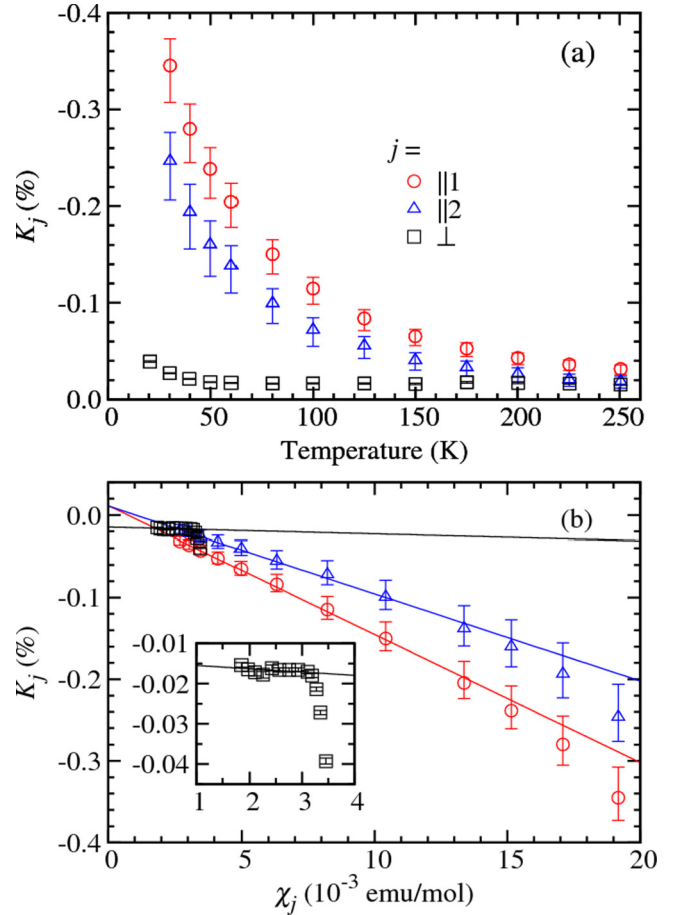 -0.4
(a)
-0.3
j =
||1
-0.2
||2
⊥
K_j (%)
-0.1
0.0
0 50 100 150 200 250
Temperature (K)
(b)
0.0
-0.1
-0.01
-0.02
K_j (%)
-0.2
-0.03
-0.3
-0.04
1 2 3 4
-0.4
0 5 10 15 20
χ_j (10⁻³ emu/mol)